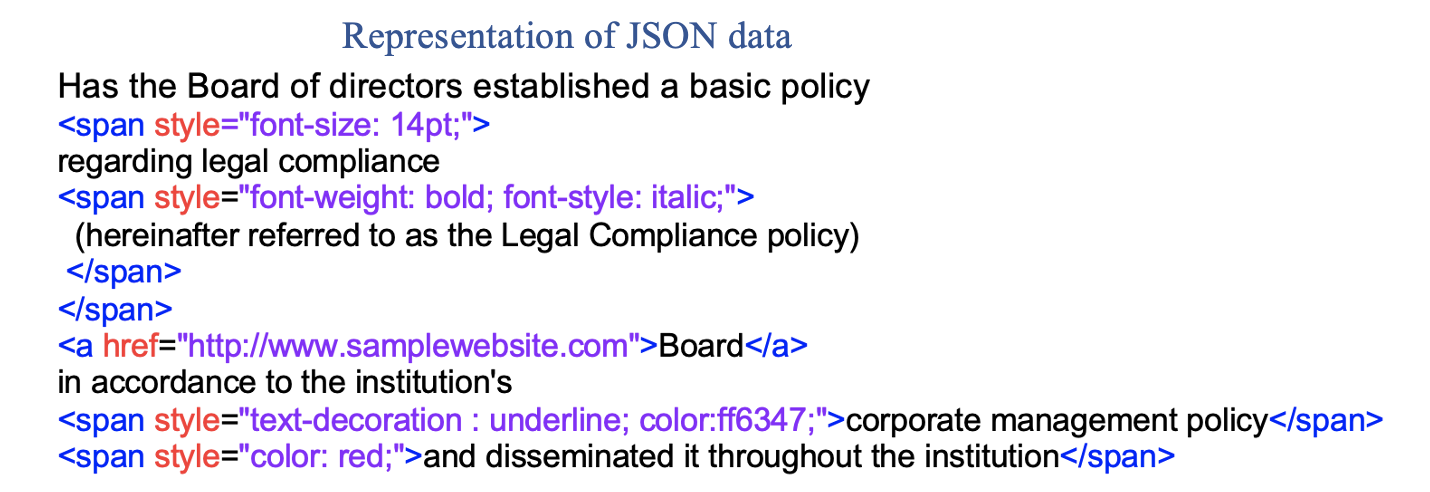 Representation of JSON data
Has the Board of directors established a basic policy
<span style="font-size: 14pt;">
regarding legal compliance
<span style="font-weight: bold; font-style: italic;">
(hereinafter referred to as the Legal Compliance policy)
</span>
</span>
<a href="http://www.samplewebsite.com">Board</a>
in accordance to the institution's
<span style="text-decoration : underline; color:ff6347;">corporate management policy</span>
<span style="color: red;">and disseminated it throughout the institution</span>